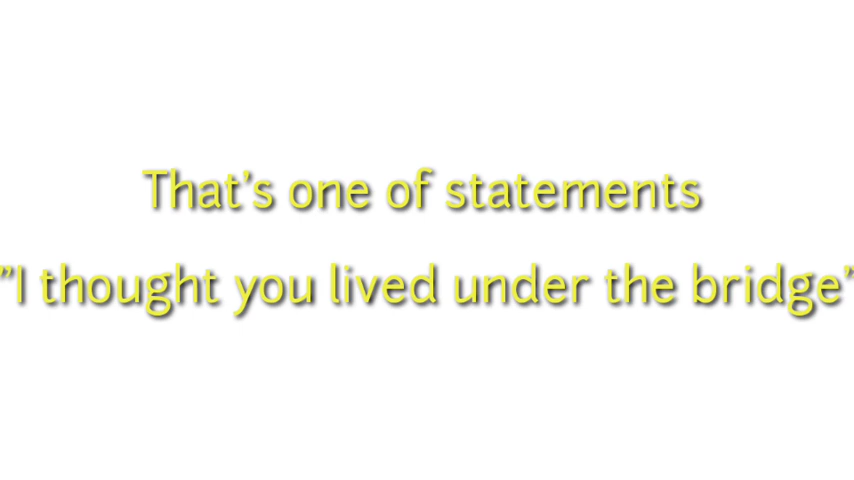 That's one of statements
"I thought you lived under the bridge"